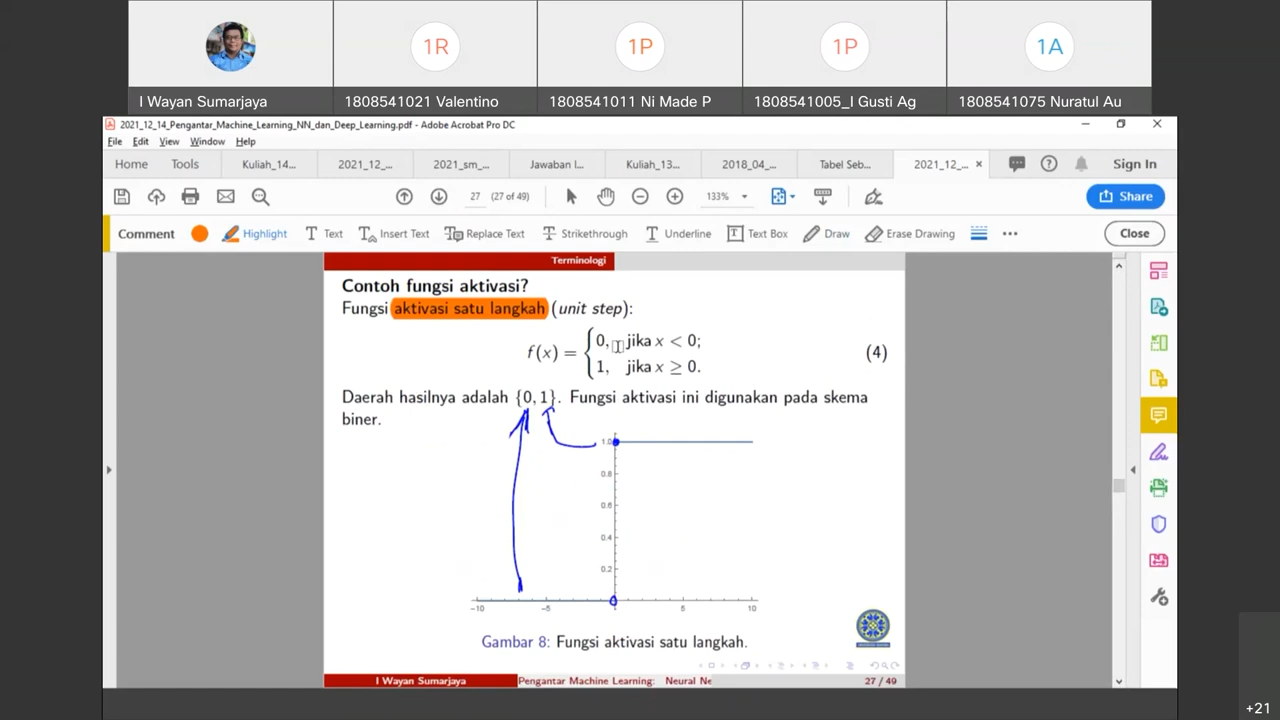 1R
1P
1P
1A
I Wayan Sumarjaya
1808541021 Valentino
1808541011 Ni Made P
1808541005_I Gusti Ag
1808541075 Nuratul Au
2021_12_14_Pengantar_Machine_Learning_NN_dan_Deep_Learning.pdf - Adobe Acrobat Pro DC
File Edit View Window Help
Home Tools Kuliah_14... 2021_12_... 2021_sm_... Jawaban l... Kuliah_13... 2018_04_... Tabel Seb... 2021_12_... × Sign In
27 (27 of 49) 133% Share
Comment Highlight Text Insert Text Replace Text Strikethrough Underline Text Box Draw Erase Drawing Close
Terminologi
Contoh fungsi aktivasi?
Fungsi aktivasi satu langkah (unit step):
f(x) = { 0, jika x < 0;
1, jika x ≥ 0. (4)
Daerah hasilnya adalah {0, 1}. Fungsi aktivasi ini digunakan pada skema
biner.
1.0
0.8
0.6
0.4
0.2
-10 -5 5 10
Gambar 8: Fungsi aktivasi satu langkah.
I Wayan Sumarjaya Pengantar Machine Learning: Neural Ne 27 / 49
+21